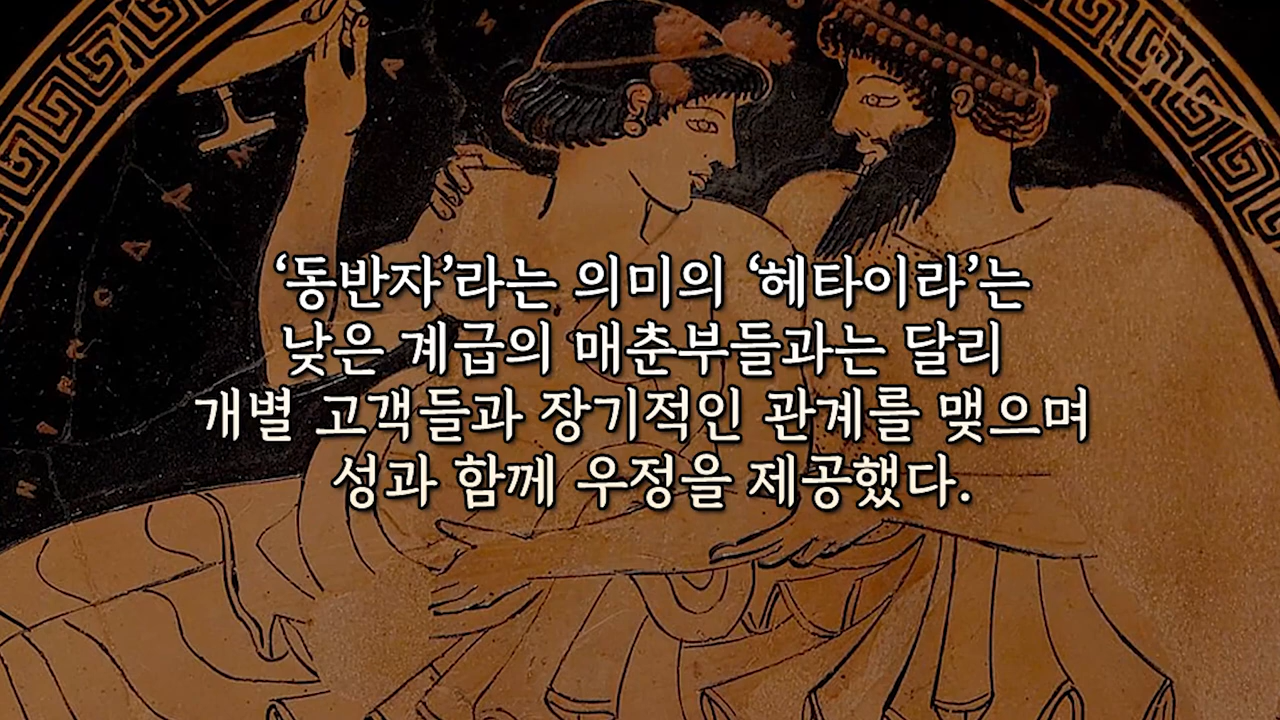 ‘동반자’라는 의미의 ‘헤타이라’는
낮은 계급의 매춘부들과는 달리
개별 고객들과 장기적인 관계를 맺으며
성과 함께 우정을 제공했다.